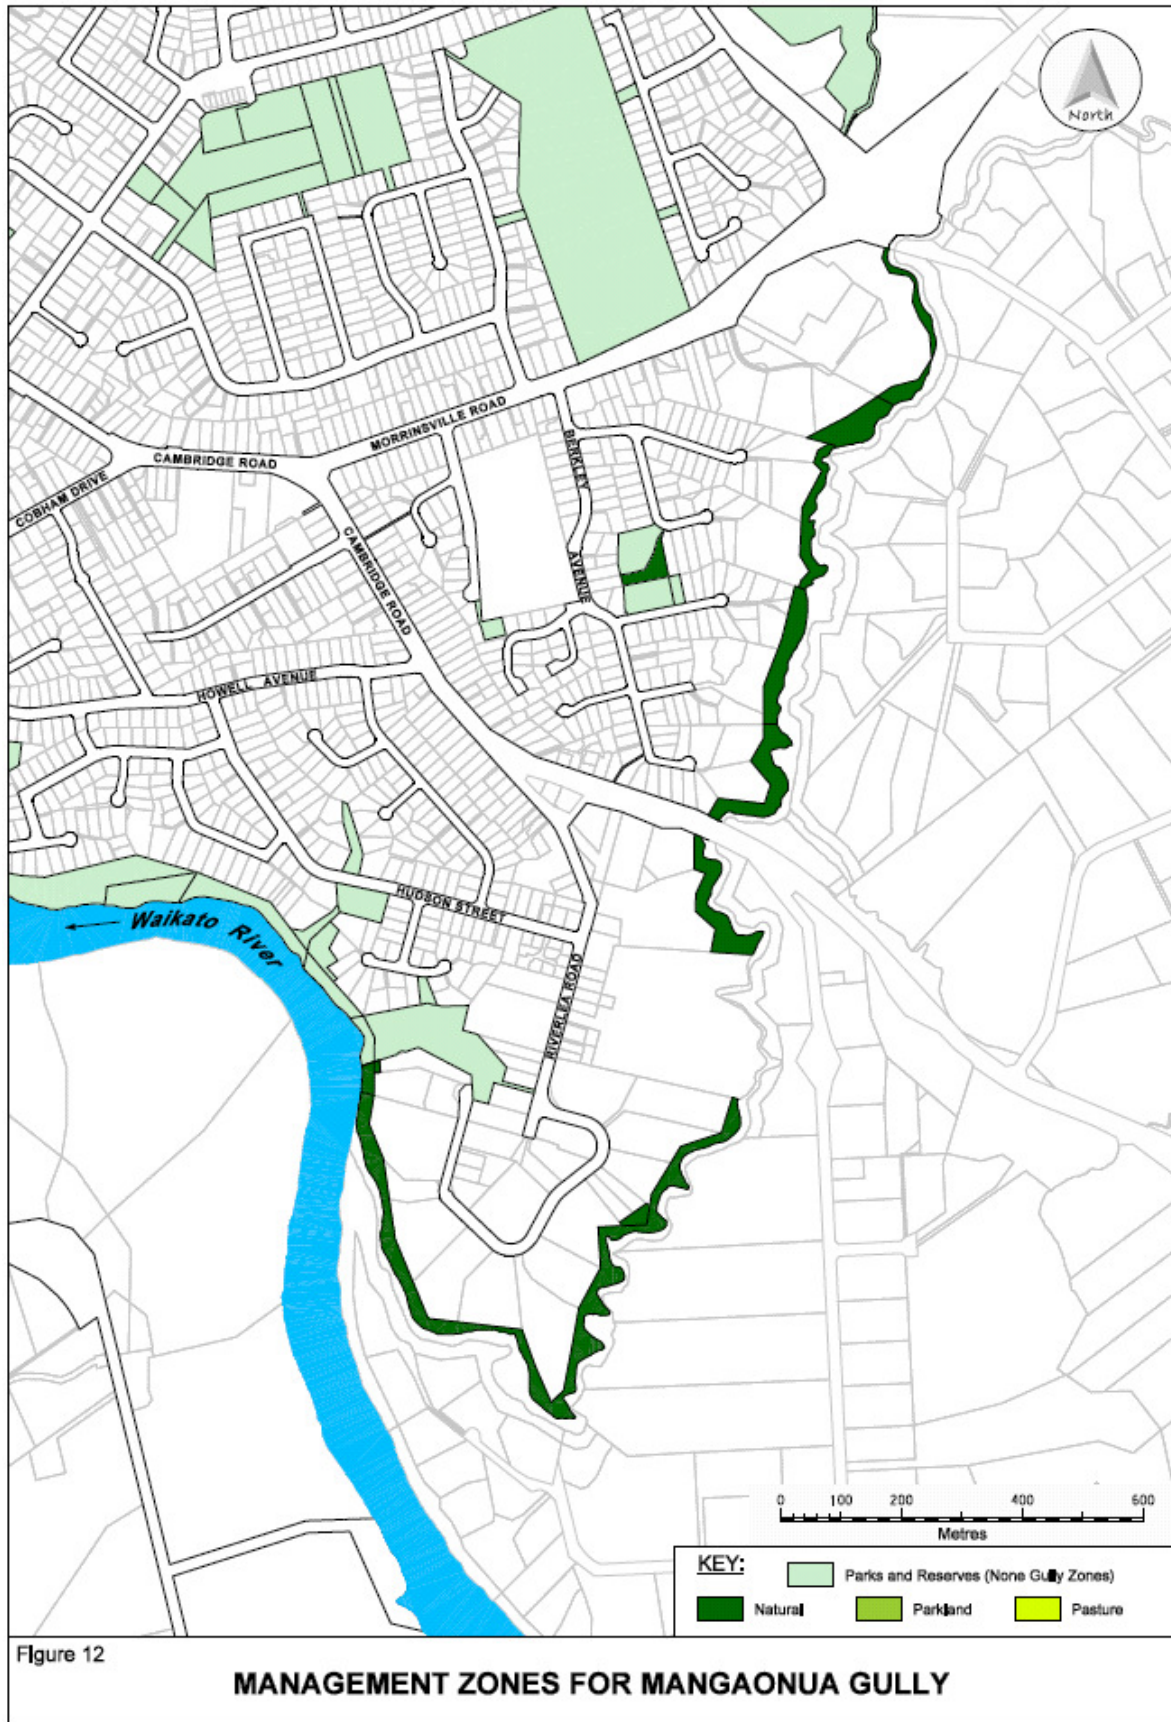 North
MORRINSVILLE ROAD
CAMBRIDGE ROAD
COBHAM DRIVE
BERKLEY
AVENUE
CAMBRIDGE ROAD
HOWELL AVENUE
HUDSON STREET
Waikato River
RIVERLEA ROAD
0 100 200 400 600
Metres
KEY:
Parks and Reserves (None Gully Zones)
Natural Parkland Pasture
Figure 12
MANAGEMENT ZONES FOR MANGAONUA GULLY